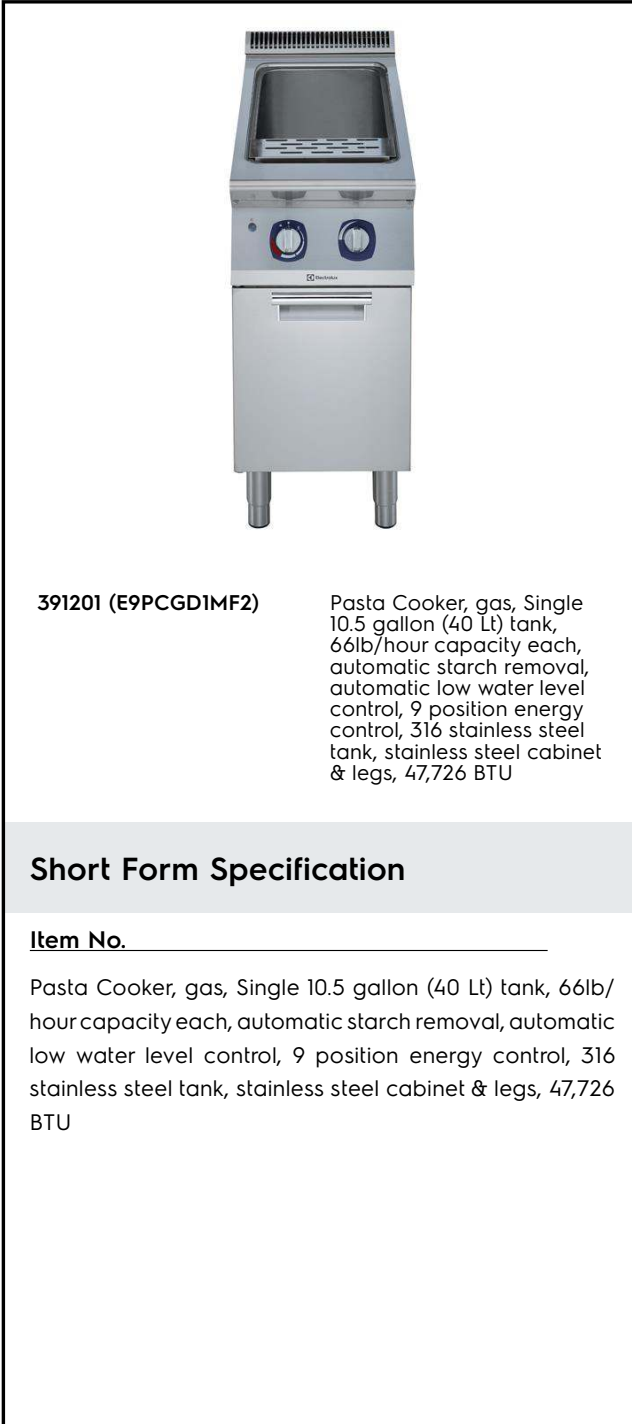 Electrolux
391201 (E9PCGD1MF2)
Pasta Cooker, gas, Single
10.5 gallon (40 Lt) tank,
66lb/hour capacity each,
automatic starch removal,
automatic low water level
control, 9 position energy
control, 316 stainless steel
tank, stainless steel cabinet
& legs, 47,726 BTU
Short Form Specification
Item No.
Pasta Cooker, gas, Single 10.5 gallon (40 Lt) tank, 66lb/
hour capacity each, automatic starch removal, automatic
low water level control, 9 position energy control, 316
stainless steel tank, stainless steel cabinet & legs, 47,726
BTU